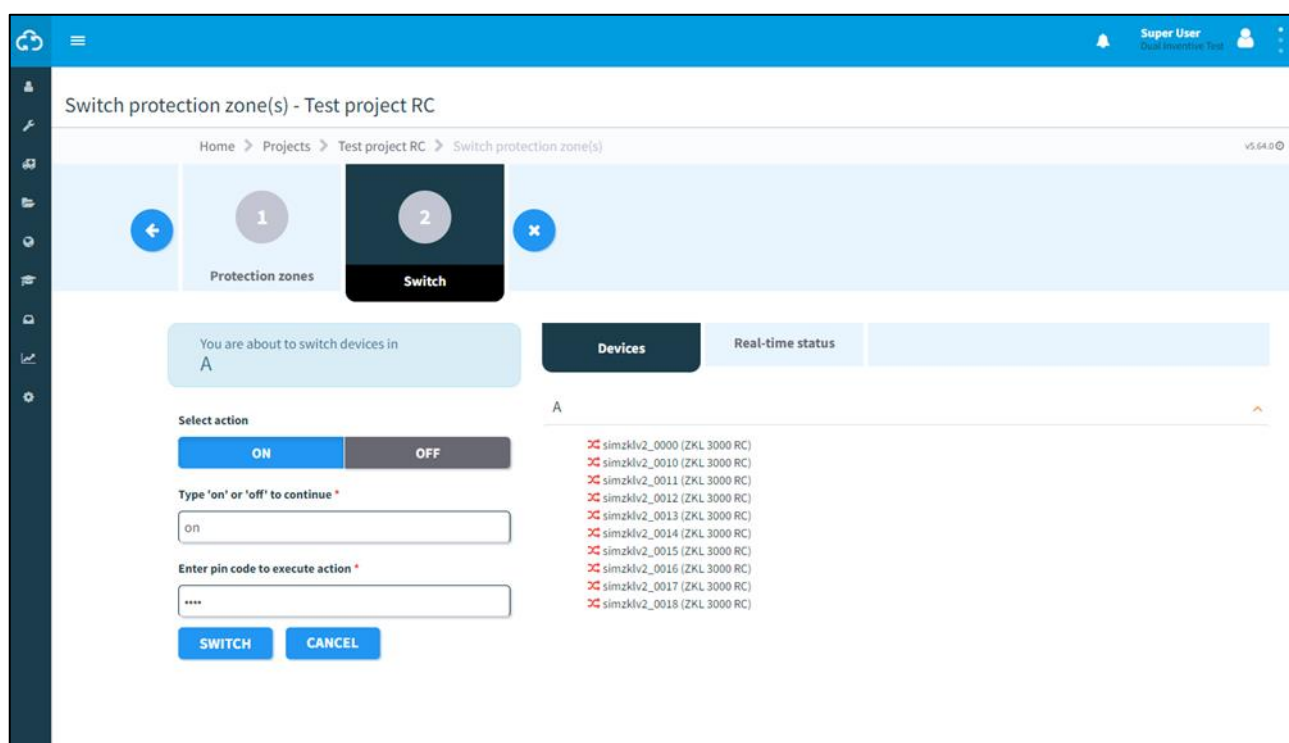 Super User
Dual Inventive Test
Switch protection zone(s) - Test project RC
Home > Projects > Test project RC > Switch protection zone(s)
v5.64.0
1
Protection zones
2
Switch
You are about to switch devices in
A
Select action
ON
OFF
Type 'on' or 'off' to continue *
on
Enter pin code to execute action *
••••
SWITCH
CANCEL
Devices
Real-time status
A
simzklv2_0000 (ZKL 3000 RC)
simzklv2_0010 (ZKL 3000 RC)
simzklv2_0011 (ZKL 3000 RC)
simzklv2_0012 (ZKL 3000 RC)
simzklv2_0013 (ZKL 3000 RC)
simzklv2_0014 (ZKL 3000 RC)
simzklv2_0015 (ZKL 3000 RC)
simzklv2_0016 (ZKL 3000 RC)
simzklv2_0017 (ZKL 3000 RC)
simzklv2_0018 (ZKL 3000 RC)